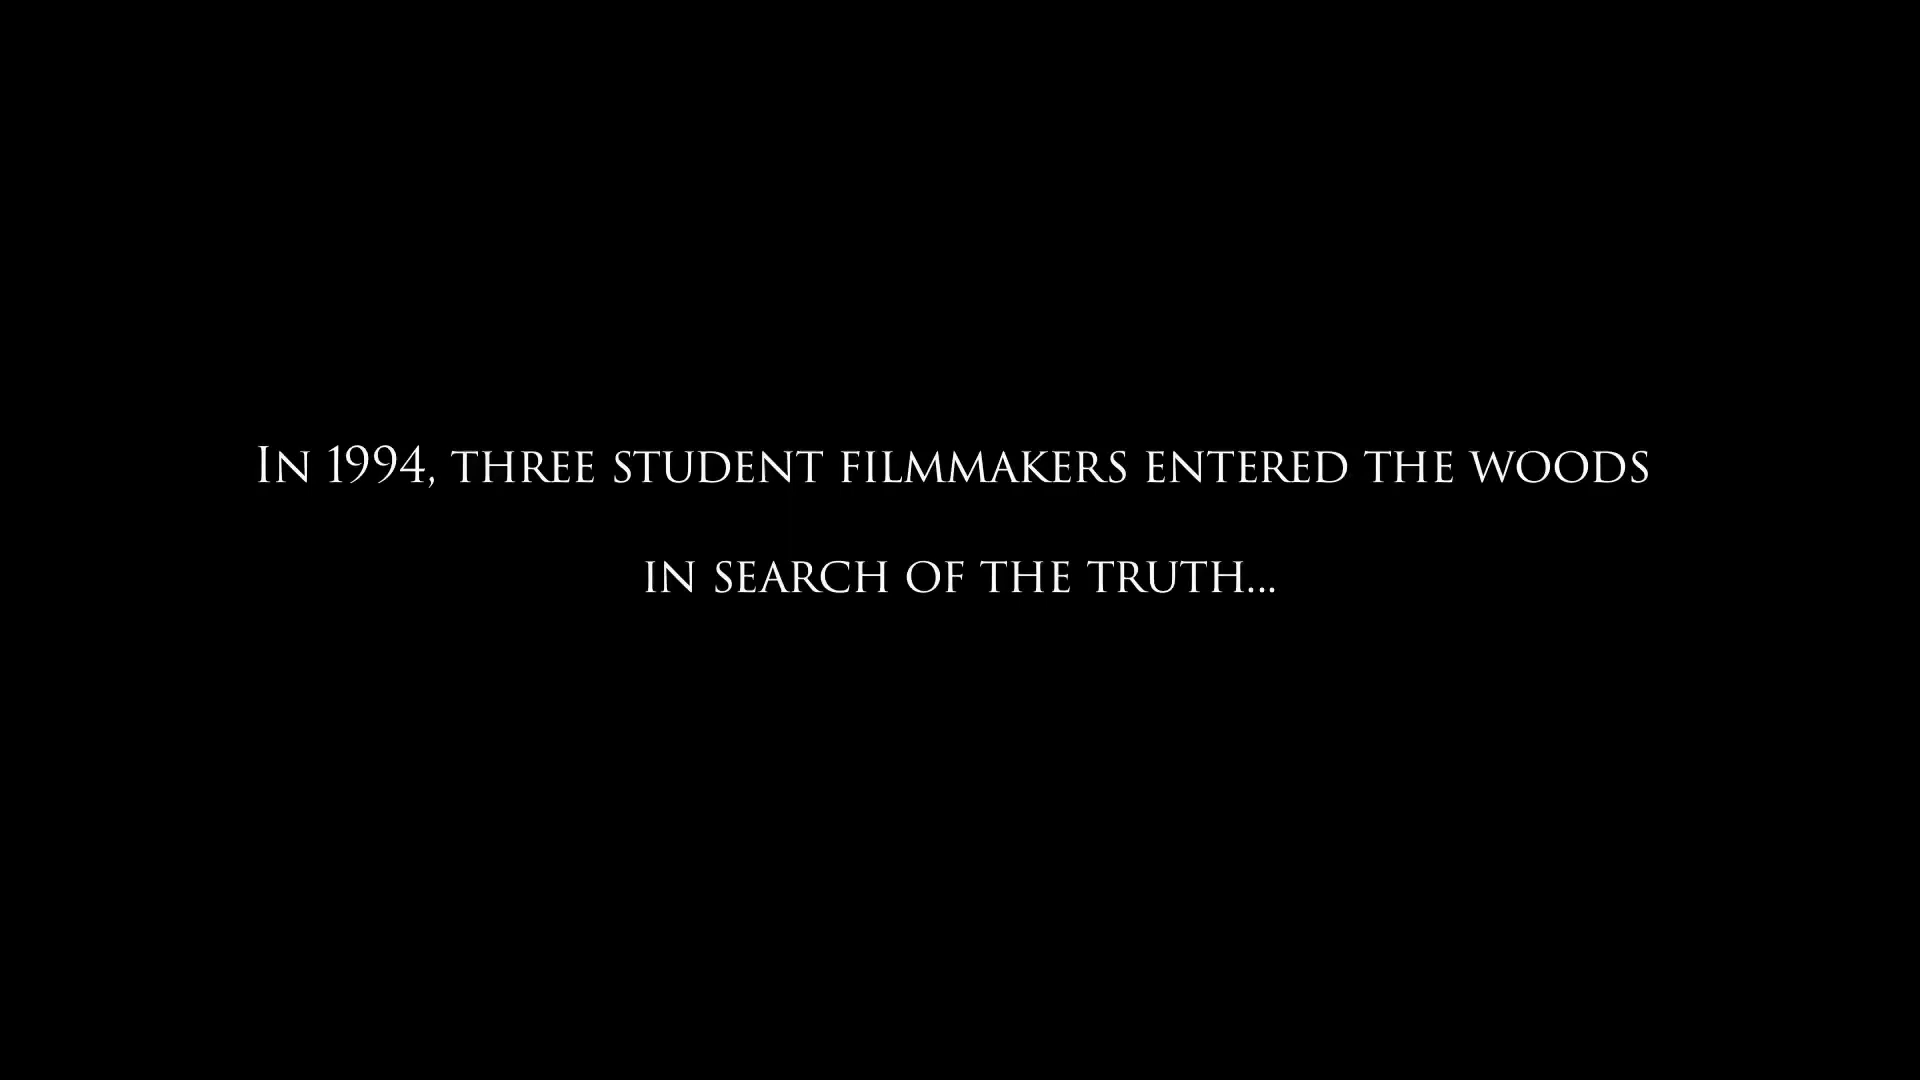 In 1994, three student filmmakers entered the woods
in search of the truth...